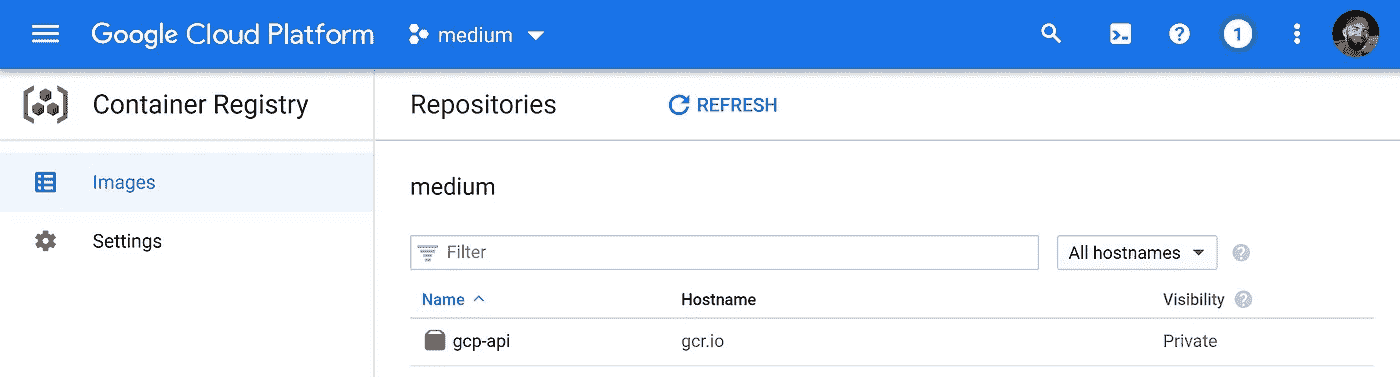 Google Cloud Platform medium 1
Container Registry Repositories REFRESH
Images
medium
Settings
Filter All hostnames ?
Name Hostname Visibility ?
gcp-api gcr.io Private